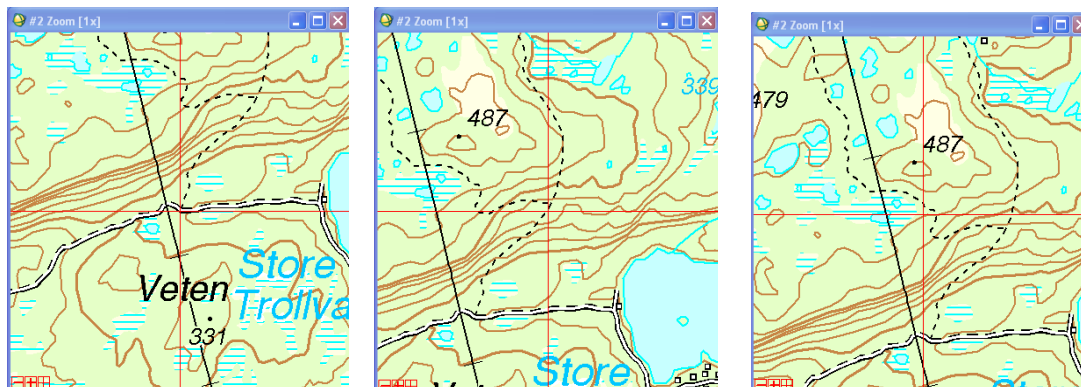 #2 Zoom [1x]
Store
Veten
Trollva
331
#2 Zoom [1x]
339
487
Store
#2 Zoom [1x]
479
487